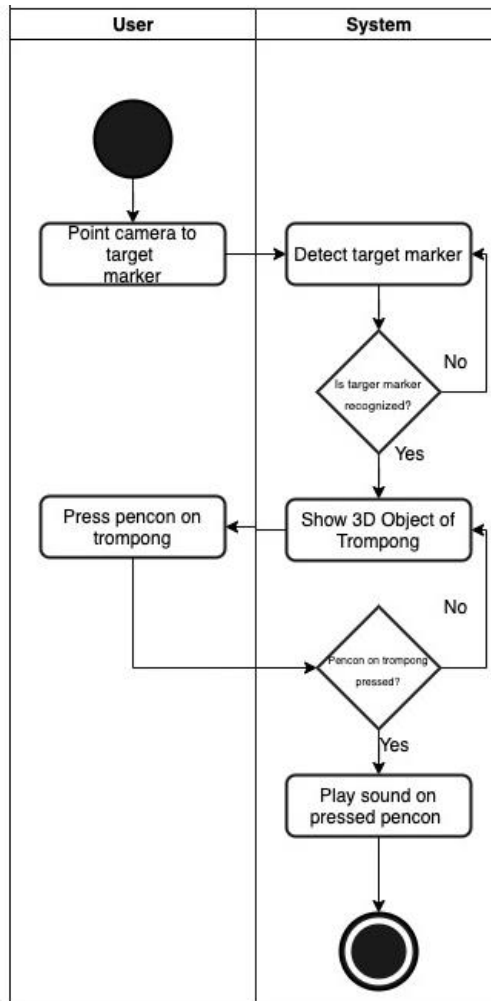 User
System
Point camera to
target
marker
Detect target marker
No
Is targer marker
recognized?
Yes
Press pencon on
trompong
Show 3D Object of
Trompong
No
Pencon on trompong
pressed?
Yes
Play sound on
pressed pencon